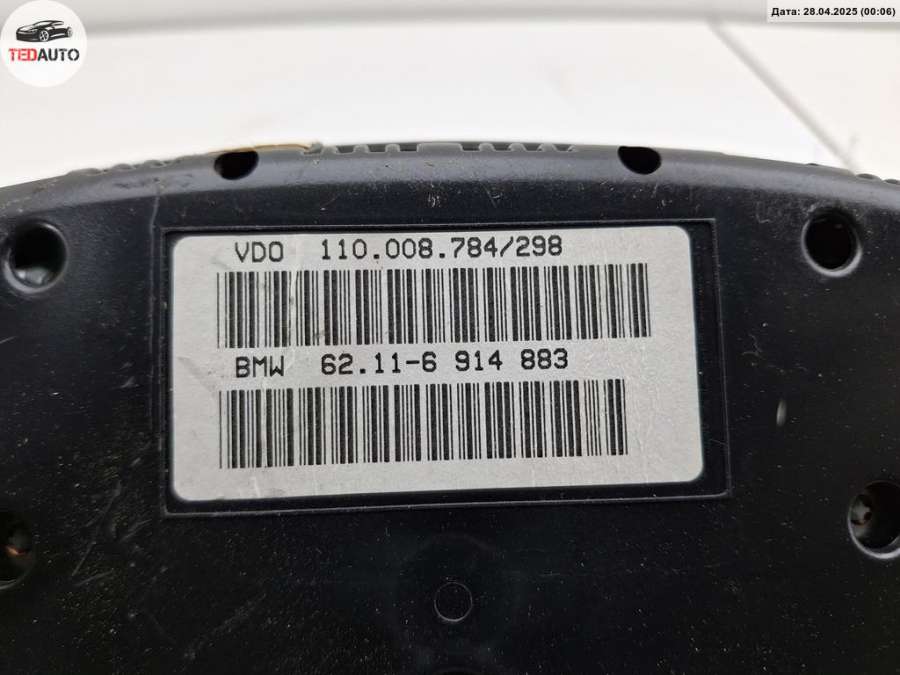 Дата: 28.04.2025 (00:06)
TEDAUTO
VDO 110.008.784/298
BMW 62.11-6 914 883